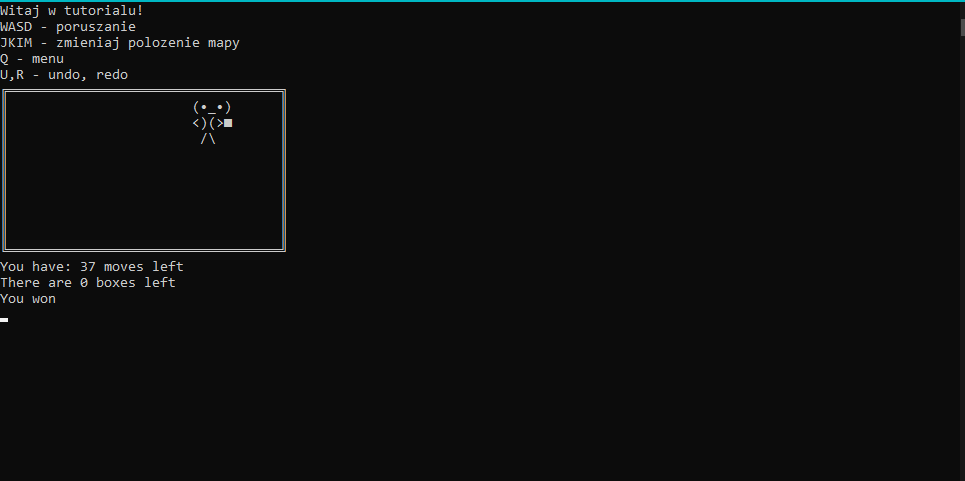 Witaj w tutorialu!
WASD - poruszanie
JKIM - zmieniaj polozenie mapy
Q - menu
U,R - undo, redo
(•_•)
<)(>■
/\
You have: 37 moves left
There are 0 boxes left
You won